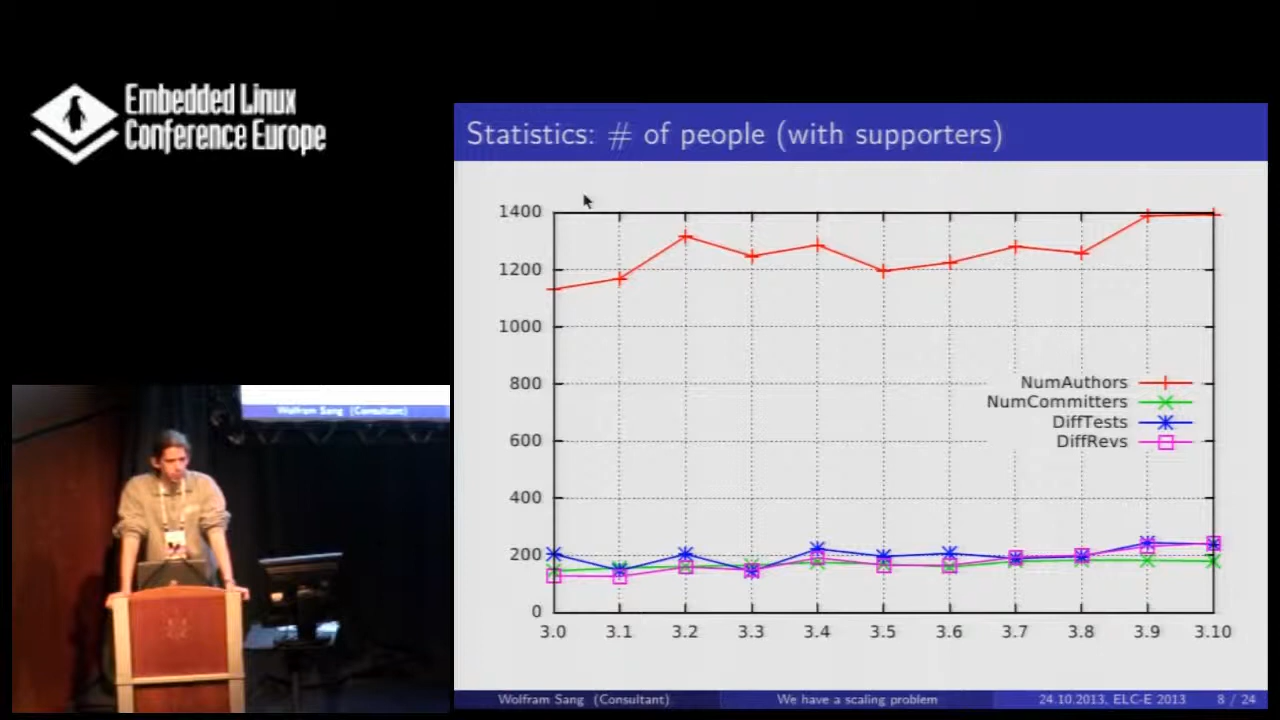 Embedded Linux
Conference Europe
Statistics: # of people (with supporters)
1400
1200
1000
800
600
400
200
0
NumAuthors
NumCommitters
DiffTests
DiffRevs
3.0 3.1 3.2 3.3 3.4 3.5 3.6 3.7 3.8 3.9 3.10
Wolfram Sang (Consultant)
Wolfram Sang (Consultant) We have a scaling problem 24.10.2013, ELC-E 2013 8 / 24